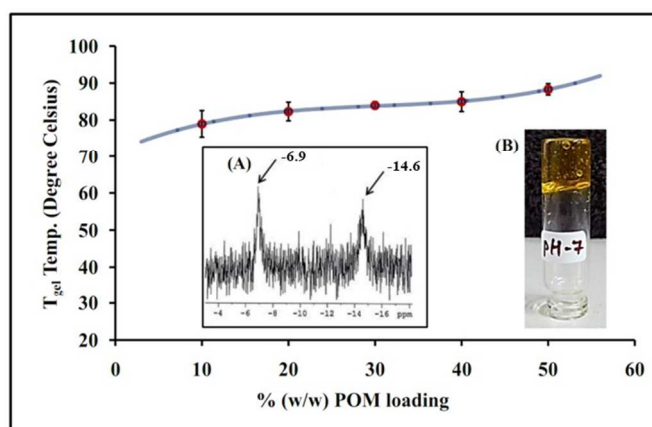 100
90
80
70
60
50
40
30
20
0 10 20 30 40 50 60
T_gel Temp. (Degree Celsius)
% (w/w) POM loading
(A)
-6.9
-14.6
-4 -6 -8 -10 -12 -14 -16 ppm
(B)
pH-7